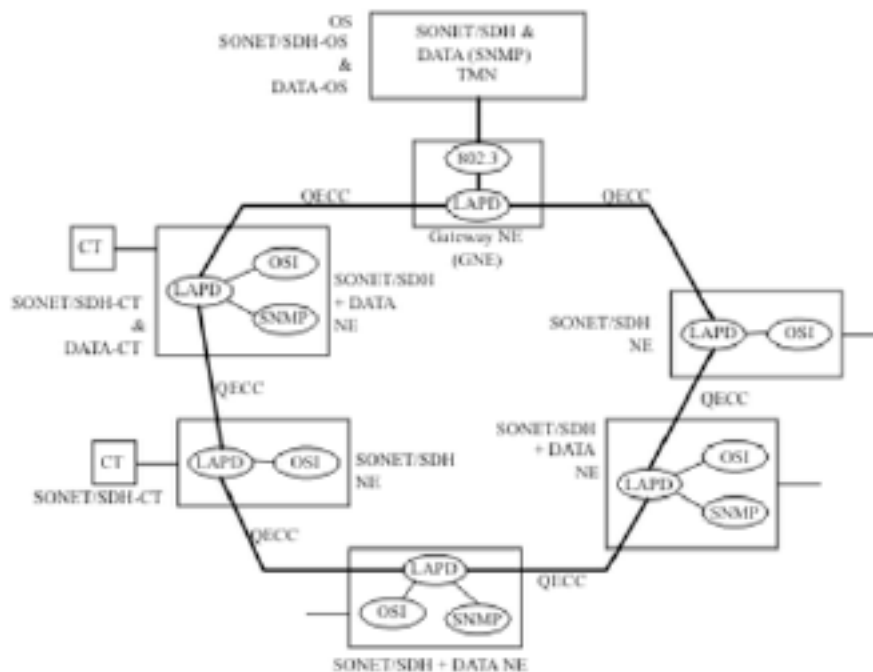 OS
SONET/SDH-OS
&
DATA-OS
SONET/SDH &
DATA (SNMP)
TMN
802.3
LAPD
Gateway NE
(GNE)
QECC
QECC
CT
SONET/SDH-CT
&
DATA-CT
LAPD
OSI
SNMP
SONET/SDH
+ DATA
NE
SONET/SDH
NE
LAPD
OSI
QECC
QECC
CT
SONET/SDH-CT
LAPD
OSI
SONET/SDH
NE
SONET/SDH
+ DATA
NE
LAPD
OSI
SNMP
QECC
QECC
LAPD
OSI
SNMP
SONET/SDH + DATA NE